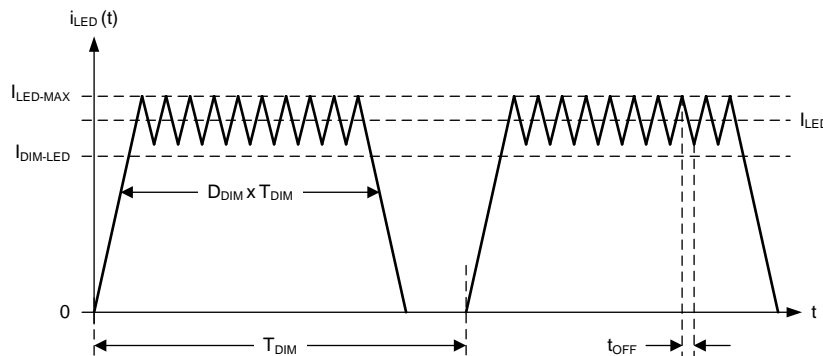 iLED (t)
ILED-MAX
ILED
IDIM-LED
DDIM x TDIM
0
t
TDIM
tOFF